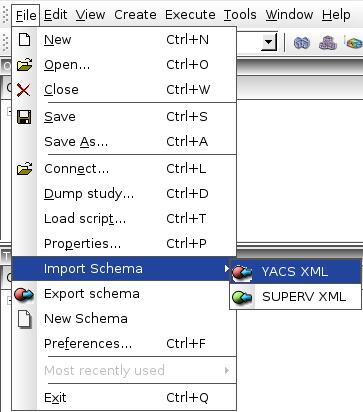 File Edit View Create Execute Tools Window Help
New Ctrl+N
Open... Ctrl+O
Close Ctrl+W
Save Ctrl+S
Save As... Ctrl+A
Connect... Ctrl+L
Dump study... Ctrl+D
Load script... Ctrl+T
Properties... Ctrl+P
Import Schema
YACS XML
Export schema
SUPERV XML
New Schema
Preferences... Ctrl+F
Most recently used
Exit Ctrl+Q